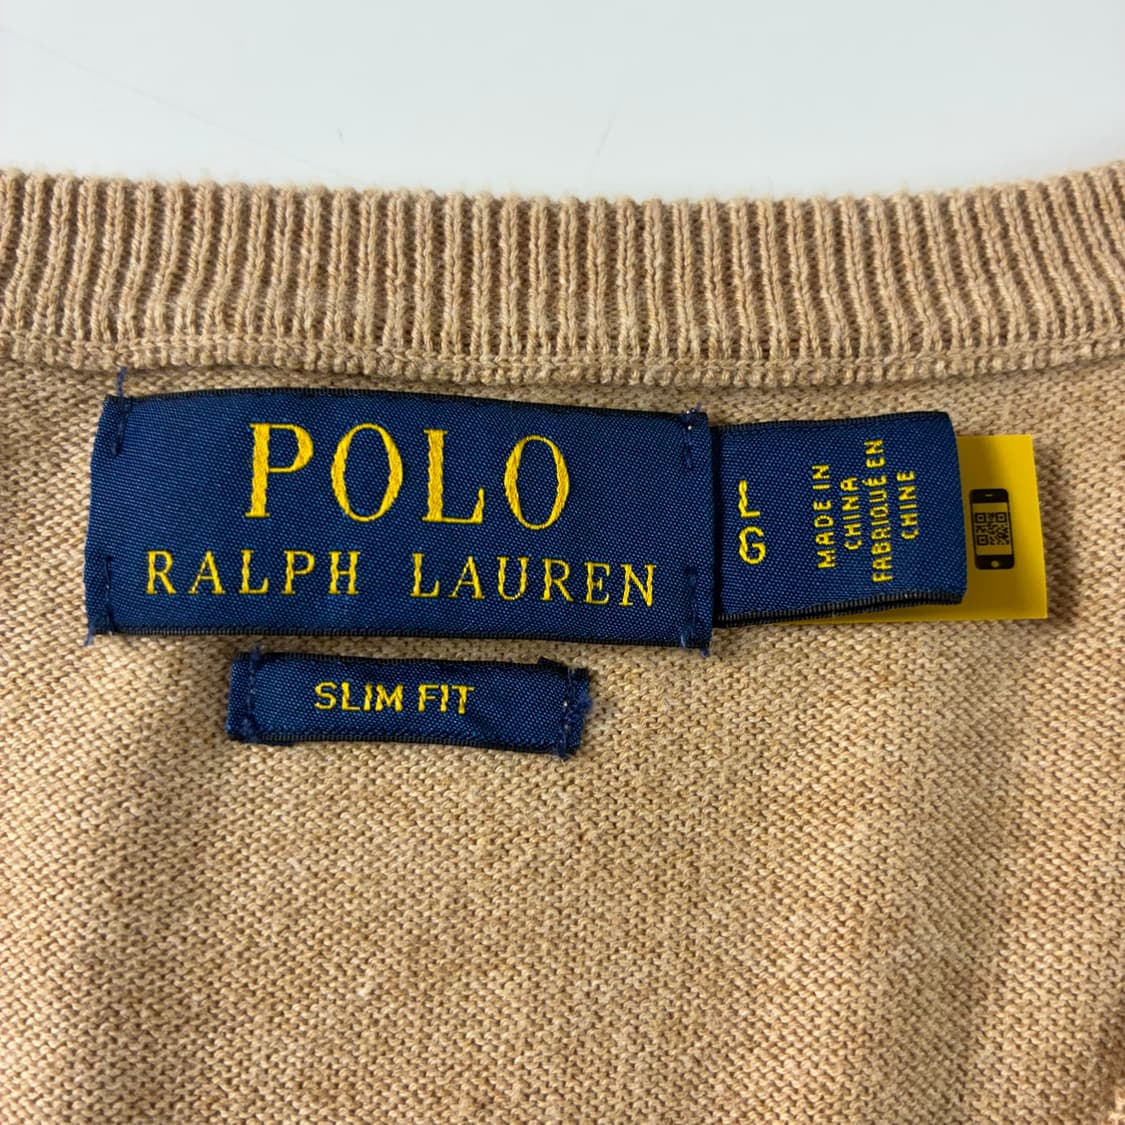 POLO
RALPH LAUREN
SLIM FIT
L
G
MADE IN
CHINA
FABRIQUÉ EN
CHINE